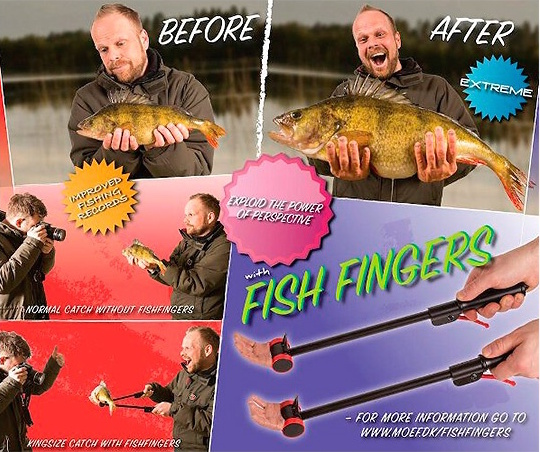 BEFORE
AFTER
EXTREME
IMPROVED
FISHING
RECORDS
EXPLOID THE POWER
OF PERSPECTIVE
with
FISH FINGERS
NORMAL CATCH WITHOUT FISHFINGERS
KINGSIZE CATCH WITH FISHFINGERS
– FOR MORE INFORMATION GO TO
WWW.MOEF.DK/FISHFINGERS